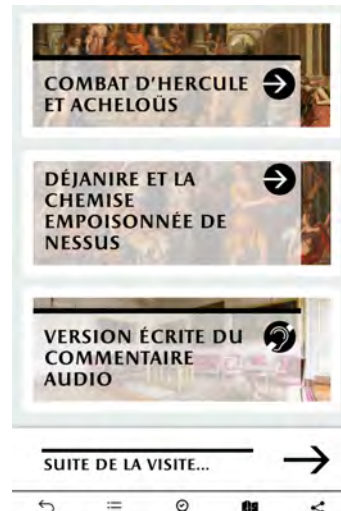 COMBAT D’HERCULE
ET ACHELOÜS
DÉJANIRE ET LA
CHEMISE
EMPOISONNÉE DE
NESSUS
VERSION ÉCRITE DU
COMMENTAIRE
AUDIO
SUITE DE LA VISITE...